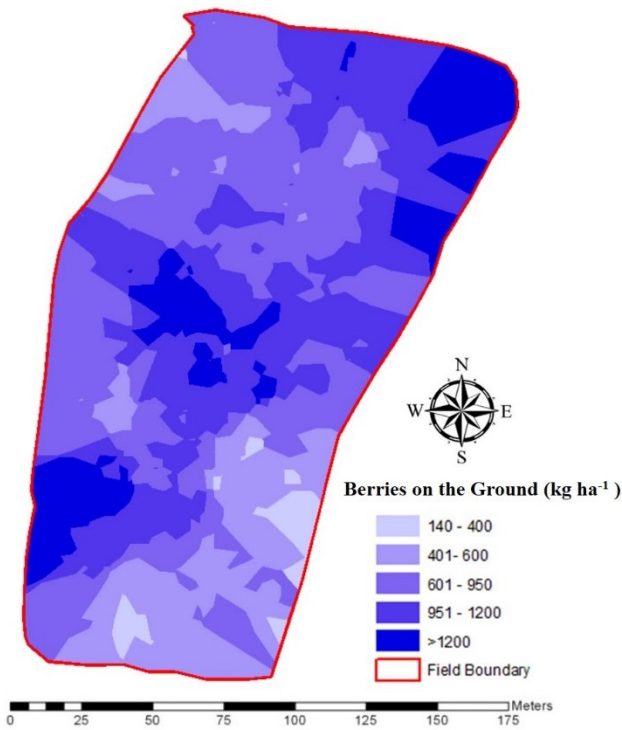 N
W E
S
Berries on the Ground (kg ha-1 )
140 - 400
401- 600
601 - 950
951 - 1200
>1200
Field Boundary
Meters
0 25 50 75 100 125 150 175